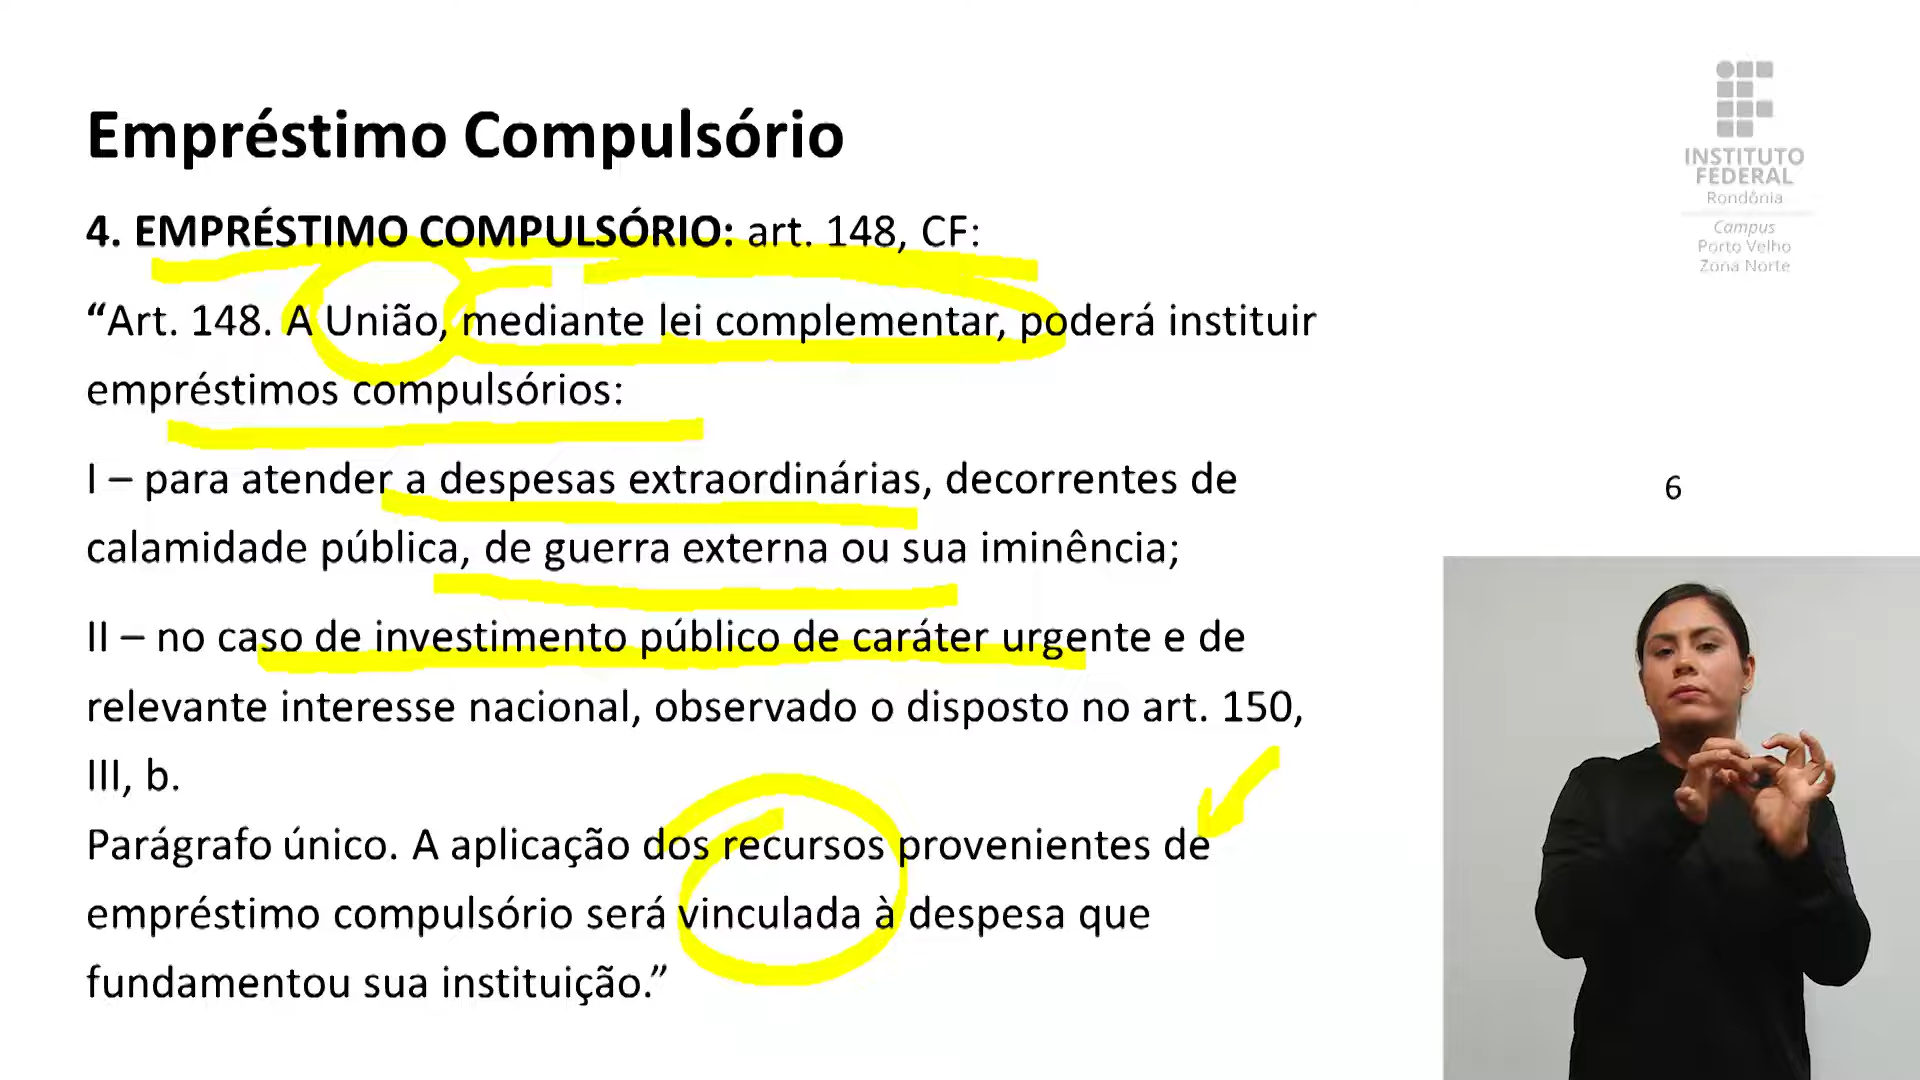 Empréstimo Compulsório
4. EMPRÉSTIMO COMPULSÓRIO: art. 148, CF:
“Art. 148. A União, mediante lei complementar, poderá instituir
empréstimos compulsórios:
I – para atender a despesas extraordinárias, decorrentes de
calamidade pública, de guerra externa ou sua iminência;
II – no caso de investimento público de caráter urgente e de
relevante interesse nacional, observado o disposto no art. 150,
III, b.
Parágrafo único. A aplicação dos recursos provenientes de
empréstimo compulsório será vinculada à despesa que
fundamentou sua instituição.”
INSTITUTO
FEDERAL
Rondônia
Campus
Porto Velho
Zona Norte
6